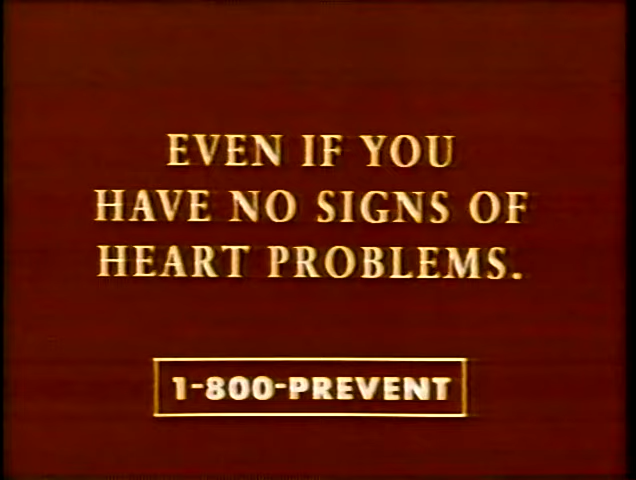 EVEN IF YOU
HAVE NO SIGNS OF
HEART PROBLEMS.
1-800-PREVENT